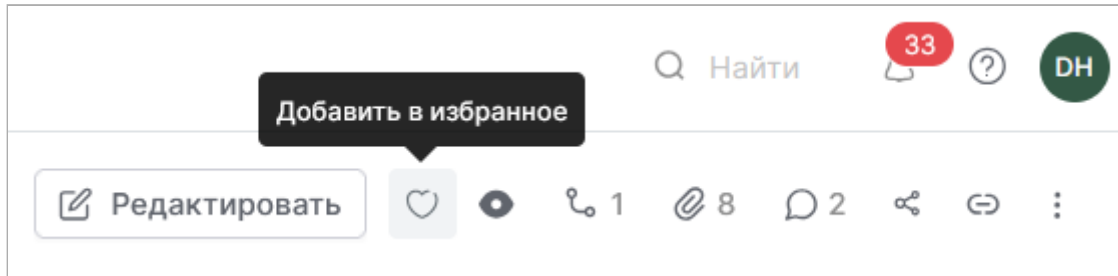 Найти
33
DH
Добавить в избранное
Редактировать
1
8
2